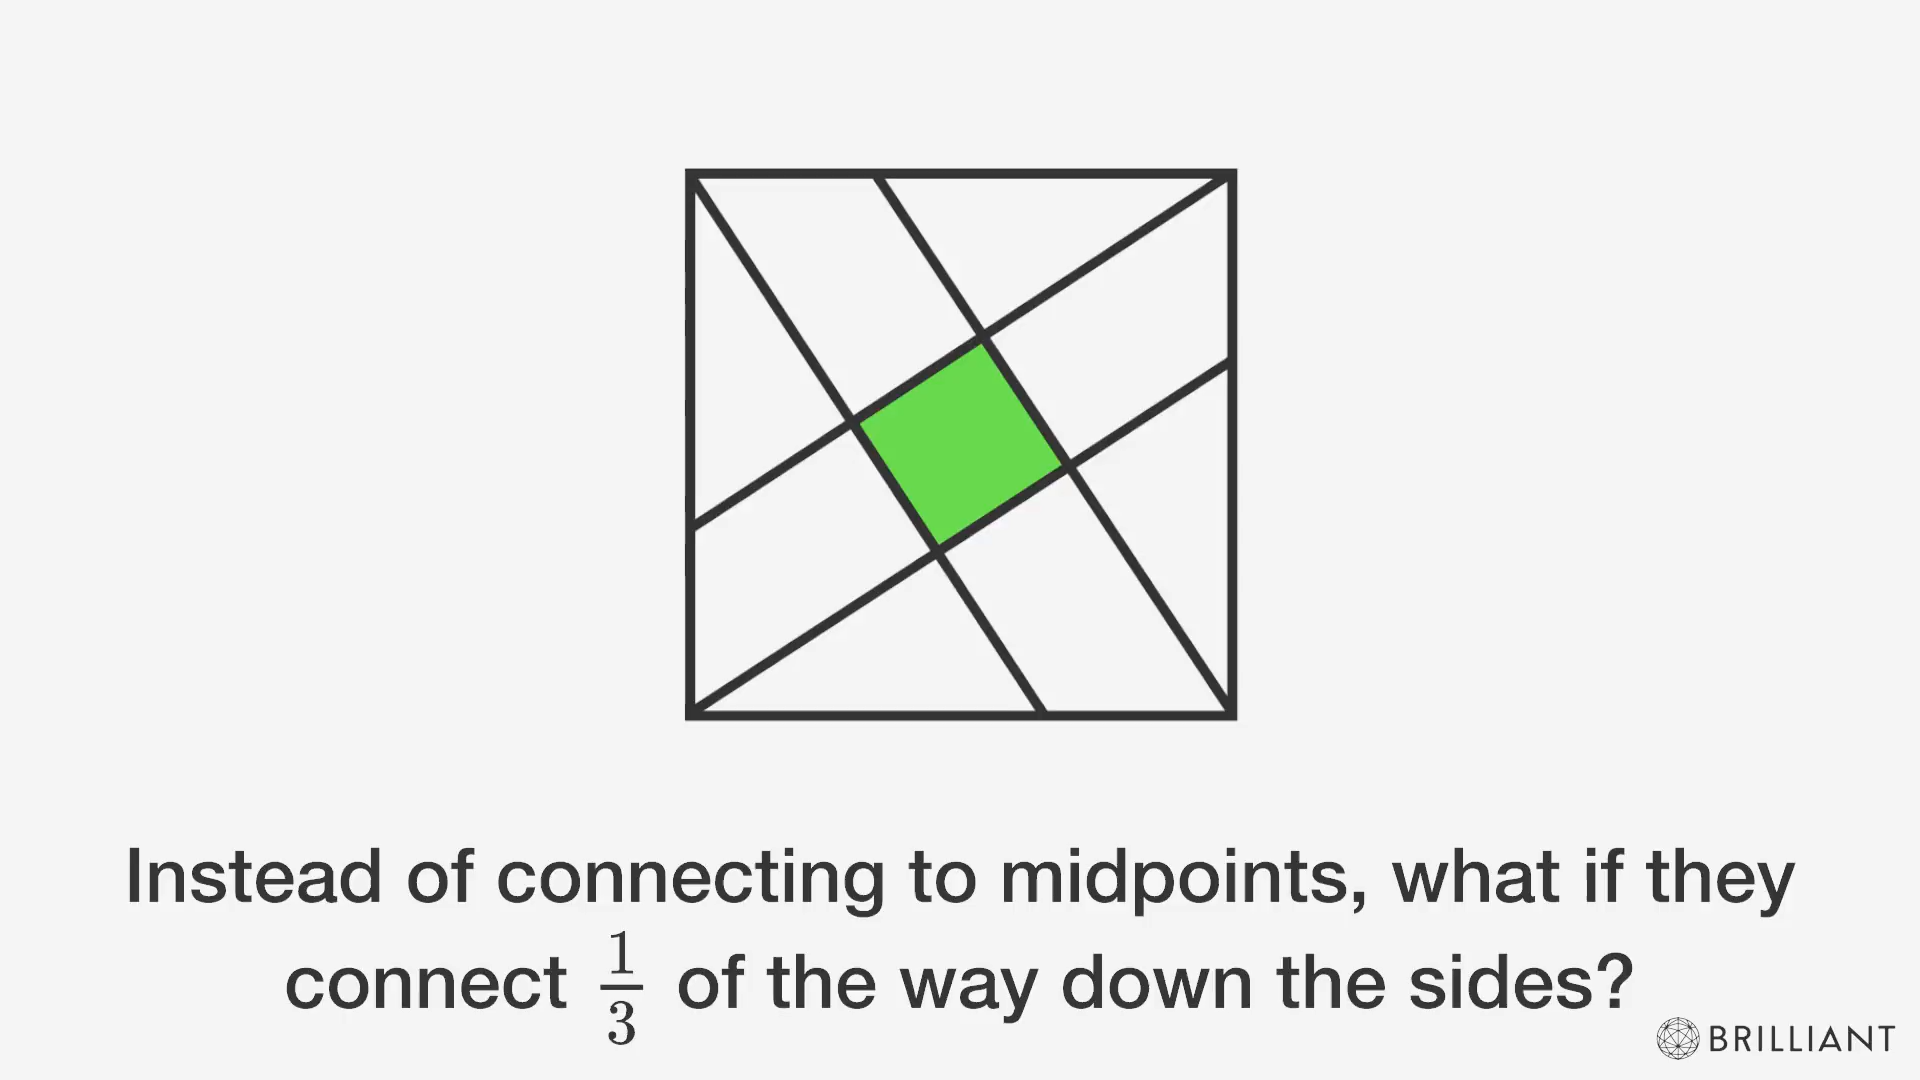 Instead of connecting to midpoints, what if they
connect 1/3 of the way down the sides?
BRILLIANT